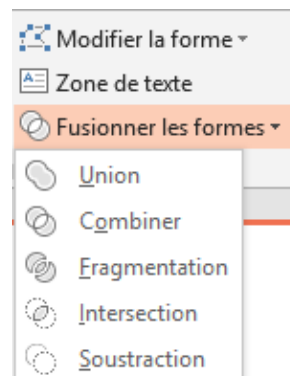 Modifier la forme
Zone de texte
Fusionner les formes
Union
Combiner
Fragmentation
Intersection
Soustraction